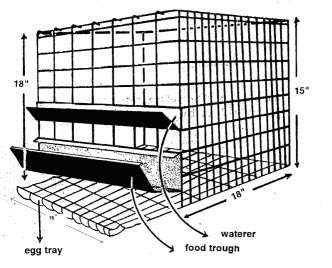 18"
15"
18"
waterer
food trough
egg tray